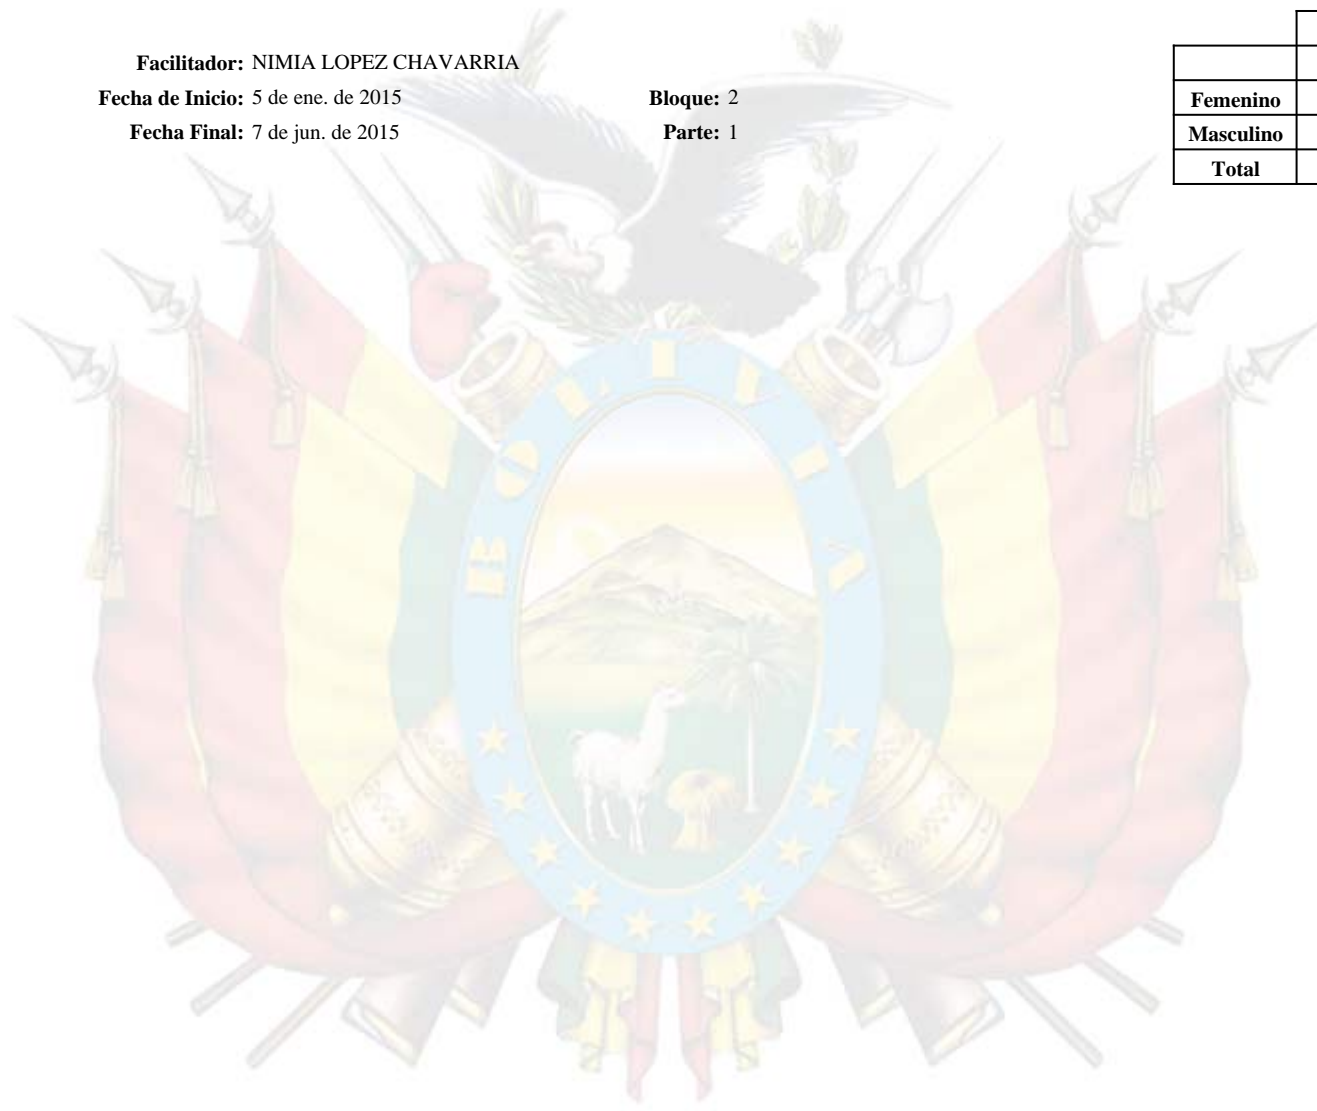 Facilitador: NIMIA LOPEZ CHAVARRIA
Fecha de Inicio: 5 de ene. de 2015 Bloque: 2
Fecha Final: 7 de jun. de 2015 Parte: 1
Femenino
Masculino
Total
BOLIVIA